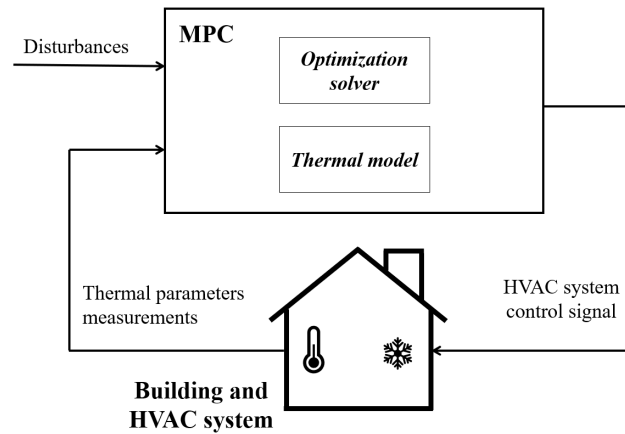 MPC
Disturbances
Optimization
solver
Thermal model
Thermal parameters
measurements
HVAC system
control signal
Building and
HVAC system